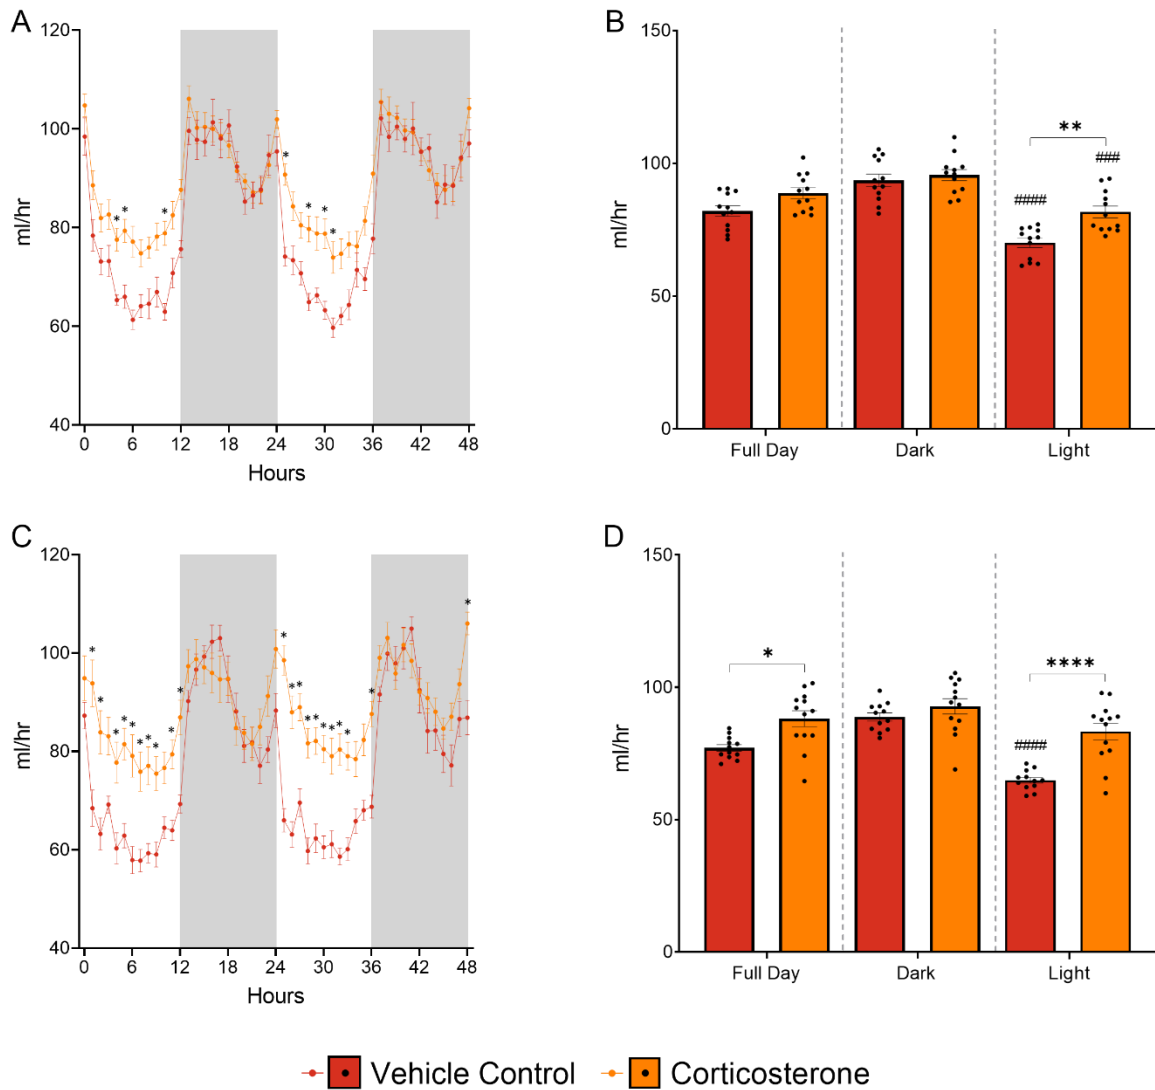 A
120
100
80
60
40
ml/hr
* * * * * * *
0 6 12 18 24 30 36 42 48
Hours
B
150
100
50
0
ml/hr
**
####
###
Full Day Dark Light
C
120
100
80
60
40
ml/hr
* * * * * * * * * * * * * * * * * * * *
0 6 12 18 24 30 36 42 48
Hours
D
150
100
50
0
ml/hr
* ****
####
Full Day Dark Light
Vehicle Control Corticosterone